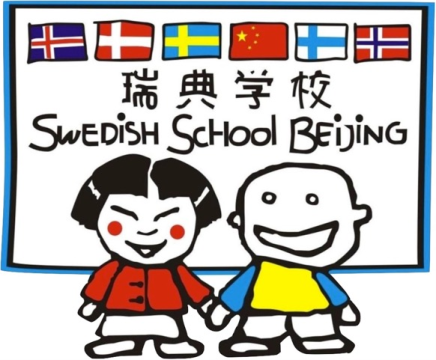 瑞典学校
SWEDISH SCHOOL BEIJING